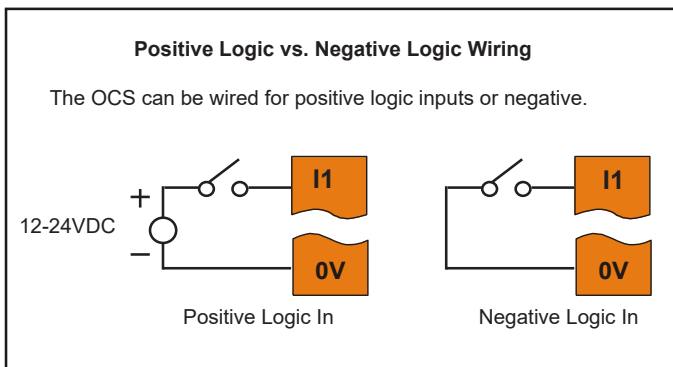 Positive Logic vs. Negative Logic Wiring
The OCS can be wired for positive logic inputs or negative.
I1
I1
+
12-24VDC
–
0V
0V
Positive Logic In
Negative Logic In